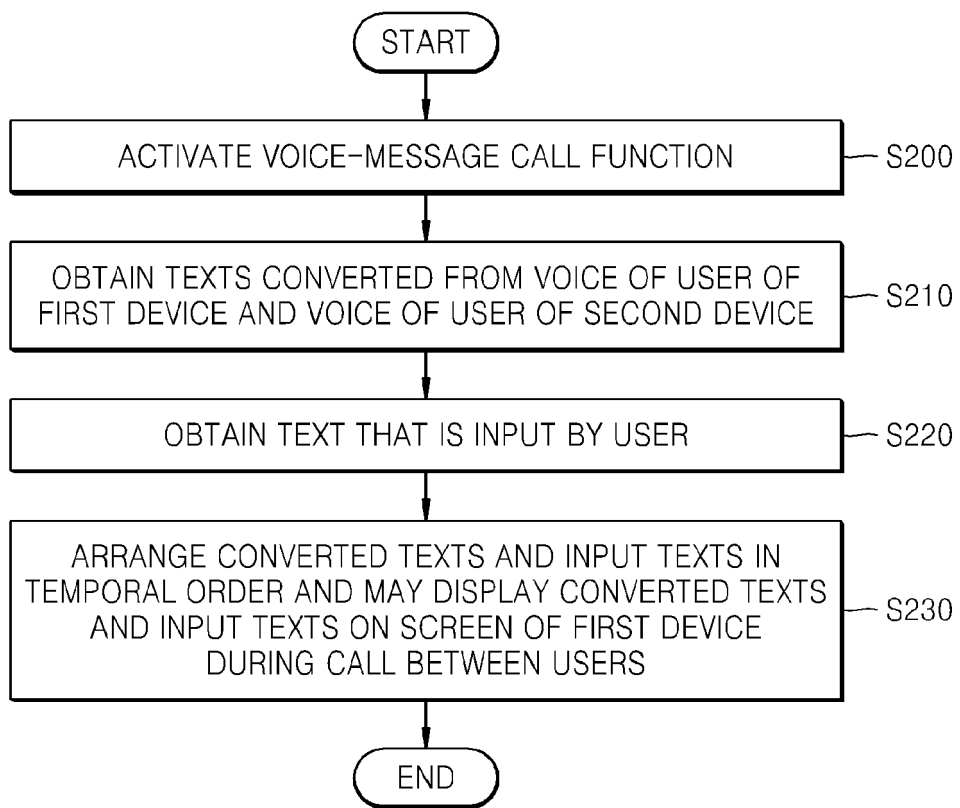 START
ACTIVATE VOICE-MESSAGE CALL FUNCTION
S200
OBTAIN TEXTS CONVERTED FROM VOICE OF USER OF
FIRST DEVICE AND VOICE OF USER OF SECOND DEVICE
S210
OBTAIN TEXT THAT IS INPUT BY USER
S220
ARRANGE CONVERTED TEXTS AND INPUT TEXTS IN
TEMPORAL ORDER AND MAY DISPLAY CONVERTED TEXTS
AND INPUT TEXTS ON SCREEN OF FIRST DEVICE
DURING CALL BETWEEN USERS
S230
END